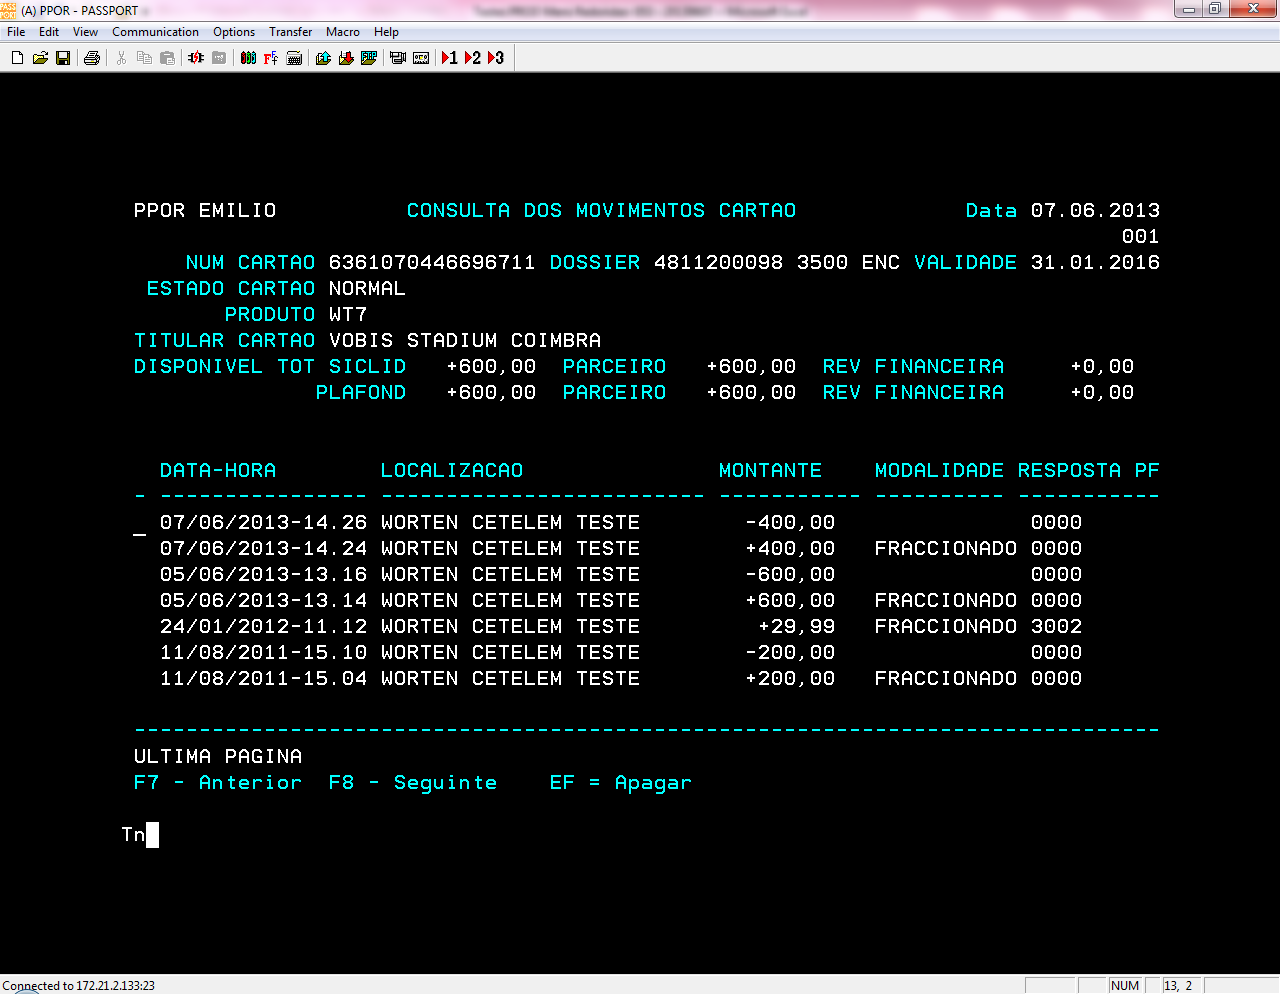 (A) PPOR - PASSPORT
File Edit View Communication Options Transfer Macro Help
1 2 3
PPOR EMILIO CONSULTA DOS MOVIMENTOS CARTAO Data 07.06.2013
001
NUM CARTAO 6361070446696711 DOSSIER 4811200098 3500 ENC VALIDADE 31.01.2016
ESTADO CARTAO NORMAL
PRODUTO WT7
TITULAR CARTAO VOBIS STADIUM COIMBRA
DISPONIVEL TOT SICLID +600,00 PARCEIRO +600,00 REV FINANCEIRA +0,00
PLAFOND +600,00 PARCEIRO +600,00 REV FINANCEIRA +0,00
DATA-HORA LOCALIZACAO MONTANTE MODALIDADE RESPOSTA PF
- ---------------- ------------------------- ----------- ---------- -----------
_ 07/06/2013-14.26 WORTEN CETELEM TESTE -400,00 0000
07/06/2013-14.24 WORTEN CETELEM TESTE +400,00 FRACCIONADO 0000
05/06/2013-13.16 WORTEN CETELEM TESTE -600,00 0000
05/06/2013-13.14 WORTEN CETELEM TESTE +600,00 FRACCIONADO 0000
24/01/2012-11.12 WORTEN CETELEM TESTE +29,99 FRACCIONADO 3002
11/08/2011-15.10 WORTEN CETELEM TESTE -200,00 0000
11/08/2011-15.04 WORTEN CETELEM TESTE +200,00 FRACCIONADO 0000
-------------------------------------------------------------------------------
ULTIMA PAGINA
F7 - Anterior F8 - Seguinte EF = Apagar
Tn
Connected to 172.21.2.133:23 NUM 13, 2